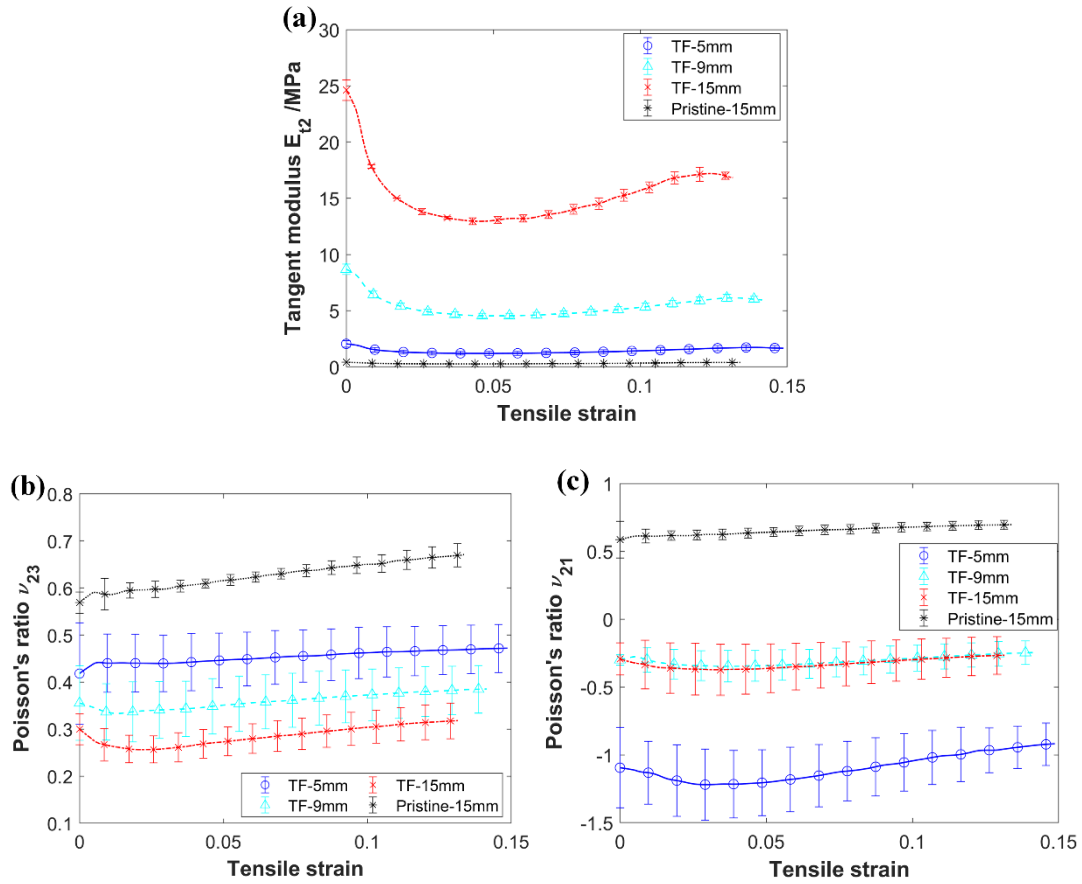 (a)
30
25
20
15
10
5
0
Tangent modulus E_t2 /MPa
TF-5mm
TF-9mm
TF-15mm
Pristine-15mm
0
0.05
0.1
0.15
Tensile strain
(b)
0.8
0.7
0.6
0.5
0.4
0.3
0.2
0.1
Poisson's ratio ν_23
TF-5mm
TF-15mm
TF-9mm
Pristine-15mm
0
0.05
0.1
0.15
Tensile strain
(c)
1
0.5
0
-0.5
-1
-1.5
Poisson's ratio ν_21
TF-5mm
TF-9mm
TF-15mm
Pristine-15mm
0
0.05
0.1
0.15
Tensile strain